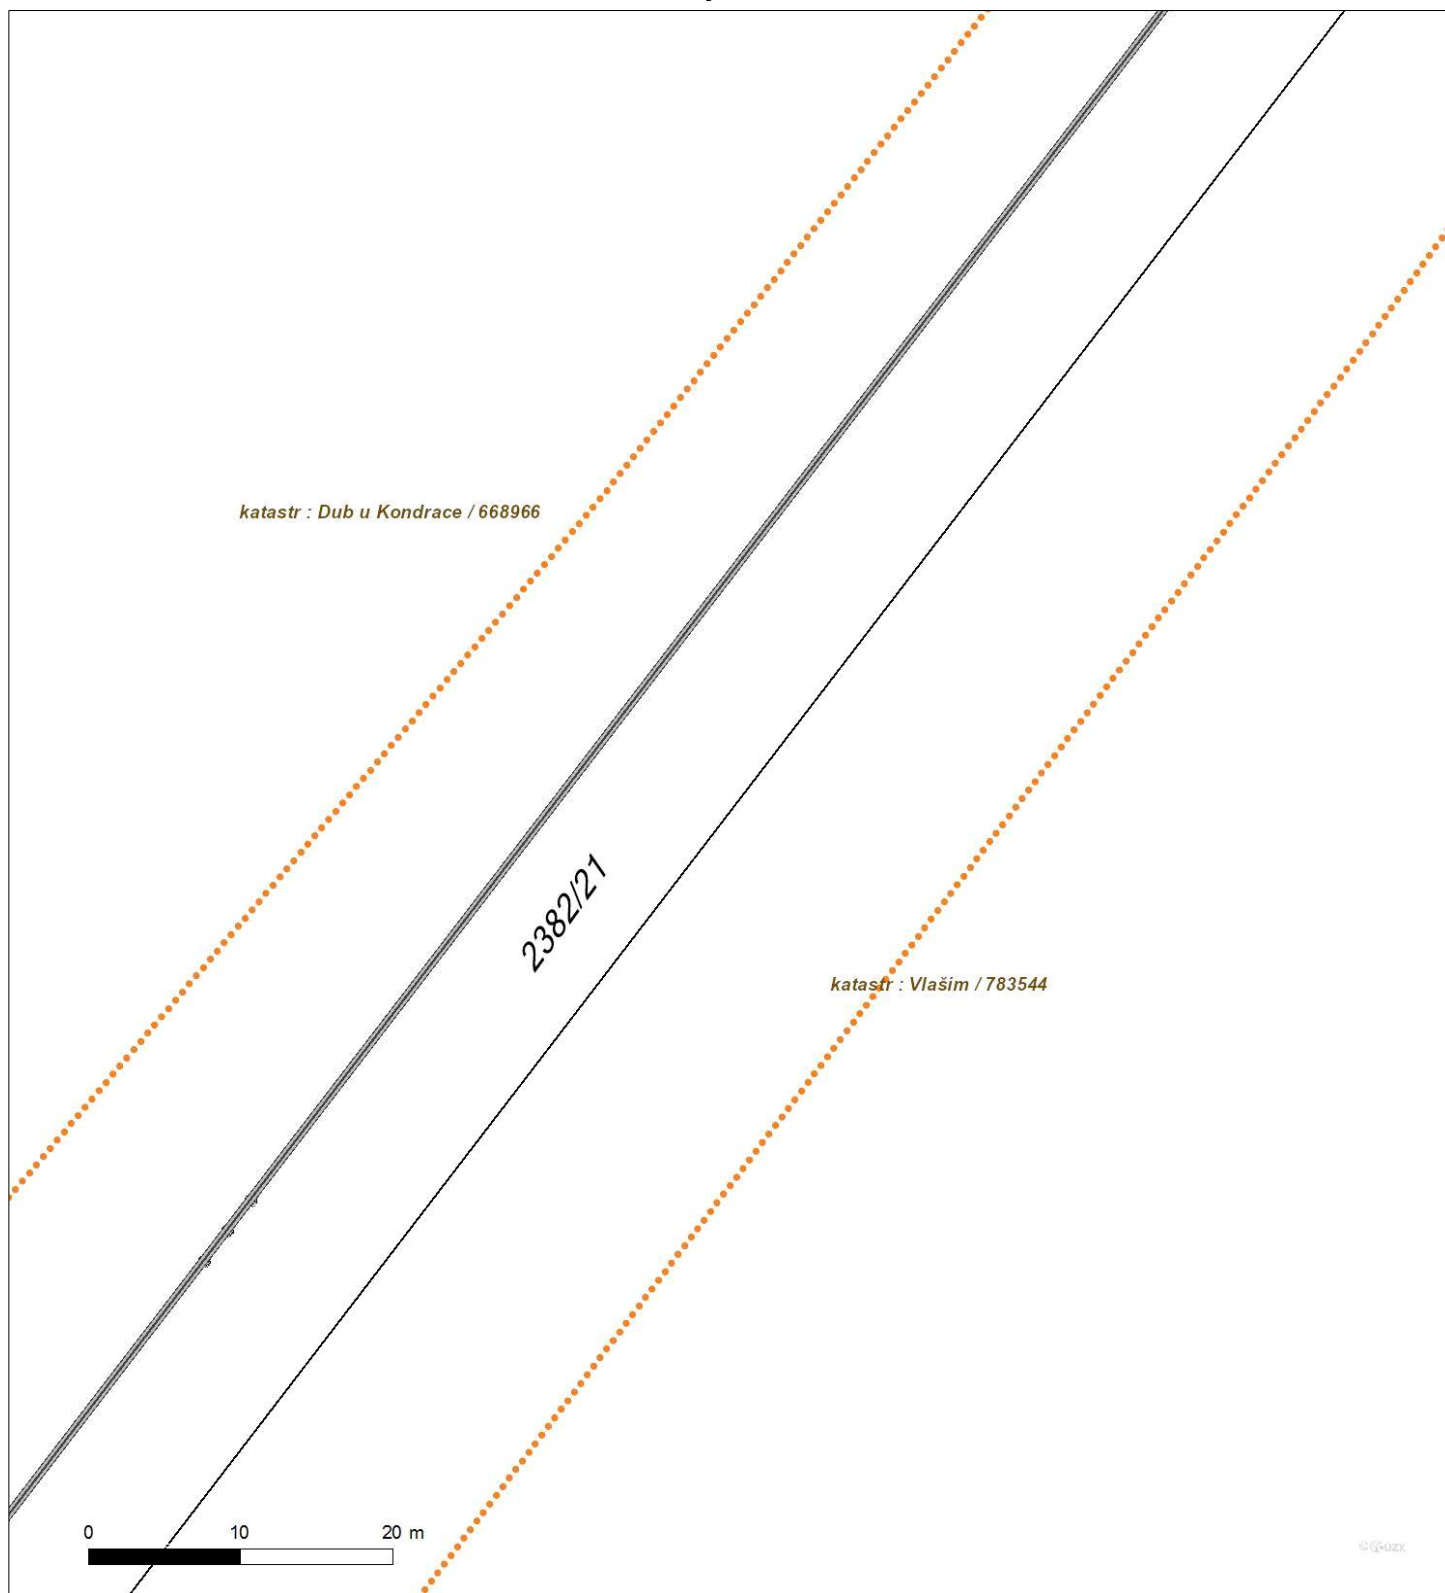 katastr : Dub u Kondrace / 668966
2382/21
katastr : Vlašim / 783544
0 10 20 m